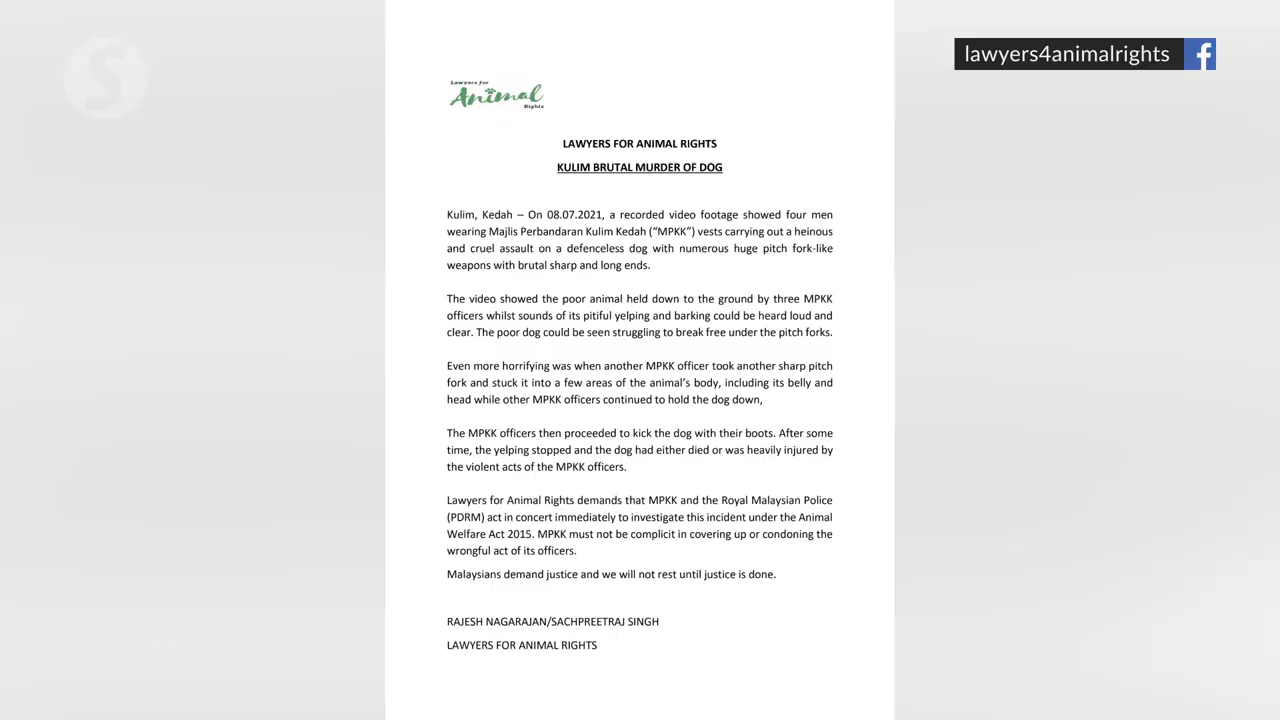 lawyers4animalrights
Lawyers for
Animal
Rights
LAWYERS FOR ANIMAL RIGHTS
KULIM BRUTAL MURDER OF DOG
Kulim, Kedah – On 08.07.2021, a recorded video footage showed four men
wearing Majlis Perbandaran Kulim Kedah (“MPKK”) vests carrying out a heinous
and cruel assault on a defenceless dog with numerous huge pitch fork-like
weapons with brutal sharp and long ends.
The video showed the poor animal held down to the ground by three MPKK
officers whilst sounds of its pitiful yelping and barking could be heard loud and
clear. The poor dog could be seen struggling to break free under the pitch forks.
Even more horrifying was when another MPKK officer took another sharp pitch
fork and stuck it into a few areas of the animal’s body, including its belly and
head while other MPKK officers continued to hold the dog down,
The MPKK officers then proceeded to kick the dog with their boots. After some
time, the yelping stopped and the dog had either died or was heavily injured by
the violent acts of the MPKK officers.
Lawyers for Animal Rights demands that MPKK and the Royal Malaysian Police
(PDRM) act in concert immediately to investigate this incident under the Animal
Welfare Act 2015. MPKK must not be complicit in covering up or condoning the
wrongful act of its officers.
Malaysians demand justice and we will not rest until justice is done.
RAJESH NAGARAJAN/SACHPREETRAJ SINGH
LAWYERS FOR ANIMAL RIGHTS